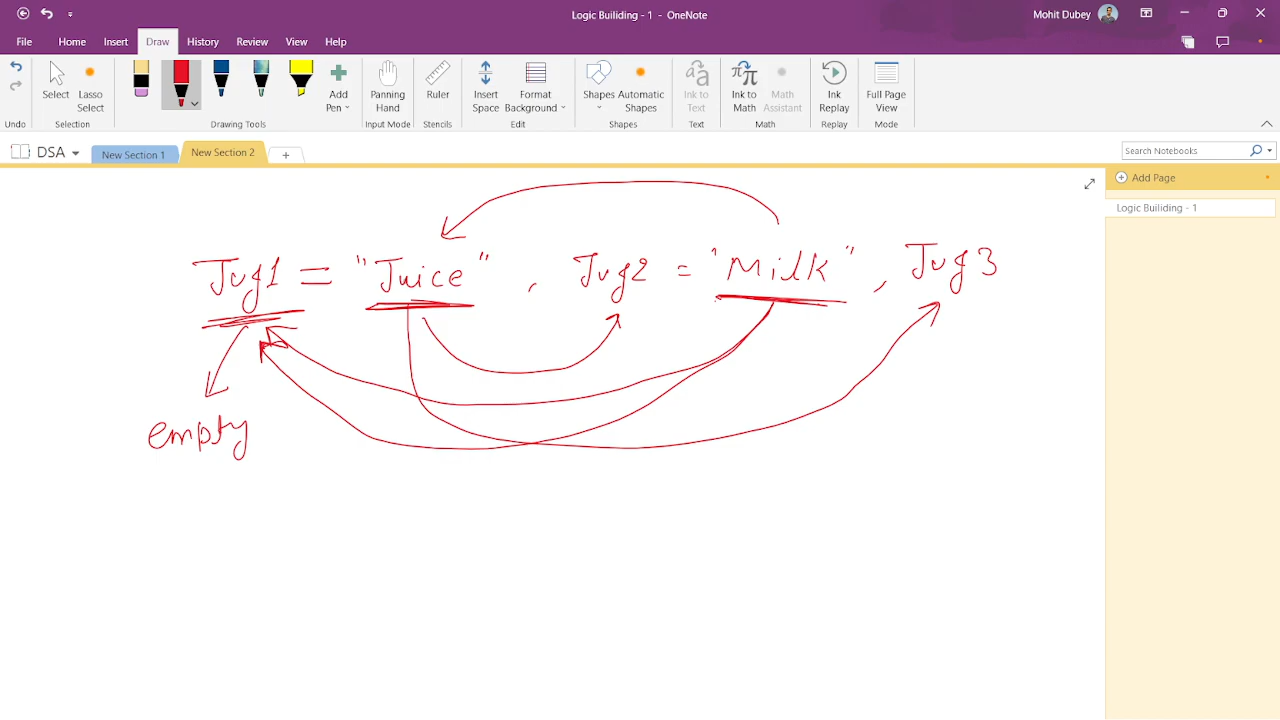 Logic Builiding - 1 - OneNote
Mohit Dubey
File Home Insert Draw History Review View Help
Select Lasso Select Add Pen Panning Hand Ruler Insert Space Format Background Shapes Automatic Shapes Ink to Text Ink to Math Math Assistant Ink Replay Full Page View
Undo Selection Drawing Tools Input Mode Stencils Edit Shapes Text Math Replay Mode
DSA New Section 1 New Section 2 + Search Notebooks
Add Page
Logic Builiding - 1
Jug1 = "Juice" , Jug2 = "Milk" , Jug3
empty